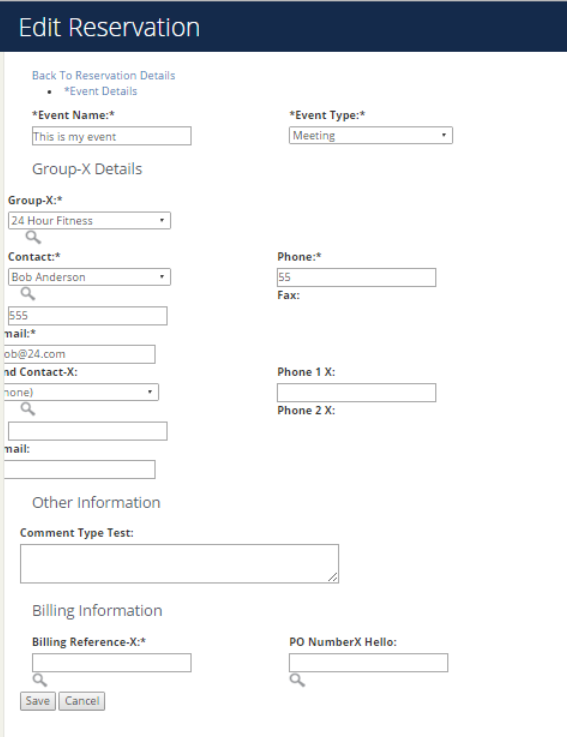 Edit Reservation
Back To Reservation Details
• *Event Details
*Event Name:* *Event Type:*
This is my event Meeting
Group-X Details
Group-X:*
24 Hour Fitness
Contact:* Phone:*
Bob Anderson 55
Fax:
555
mail:*
ob@24.com
nd Contact-X: Phone 1 X:
none)
Phone 2 X:
mail:
Other Information
Comment Type Test:
Billing Information
Billing Reference-X:* PO NumberX Hello:
Save Cancel